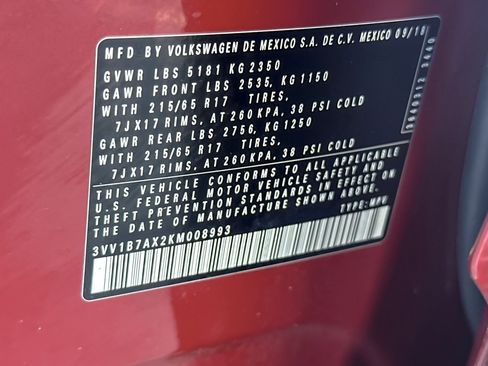 MFD BY VOLKSWAGEN DE MEXICO S.A. DE C.V. MEXICO 09/18
GVWR LBS 5181 KG 2350
GAWR FRONT LBS 2535, KG 1150
WITH 215/65 R17 TIRES,
7JX17 RIMS, AT 260 KPA, 38 PSI COLD
GAWR REAR LBS 2756, KG 1250
WITH 215/65 R17 TIRES,
7JX17 RIMS, AT 260 KPA, 38 PSI COLD
THIS VEHICLE CONFORMS TO ALL APPLICABLE
U.S. FEDERAL MOTOR VEHICLE SAFETY AND
THEFT PREVENTION STANDARDS IN EFFECT ON
THE DATE OF MANUFACTURE SHOWN ABOVE.
3VV1B7AX2KM008993
TYPE: MPV